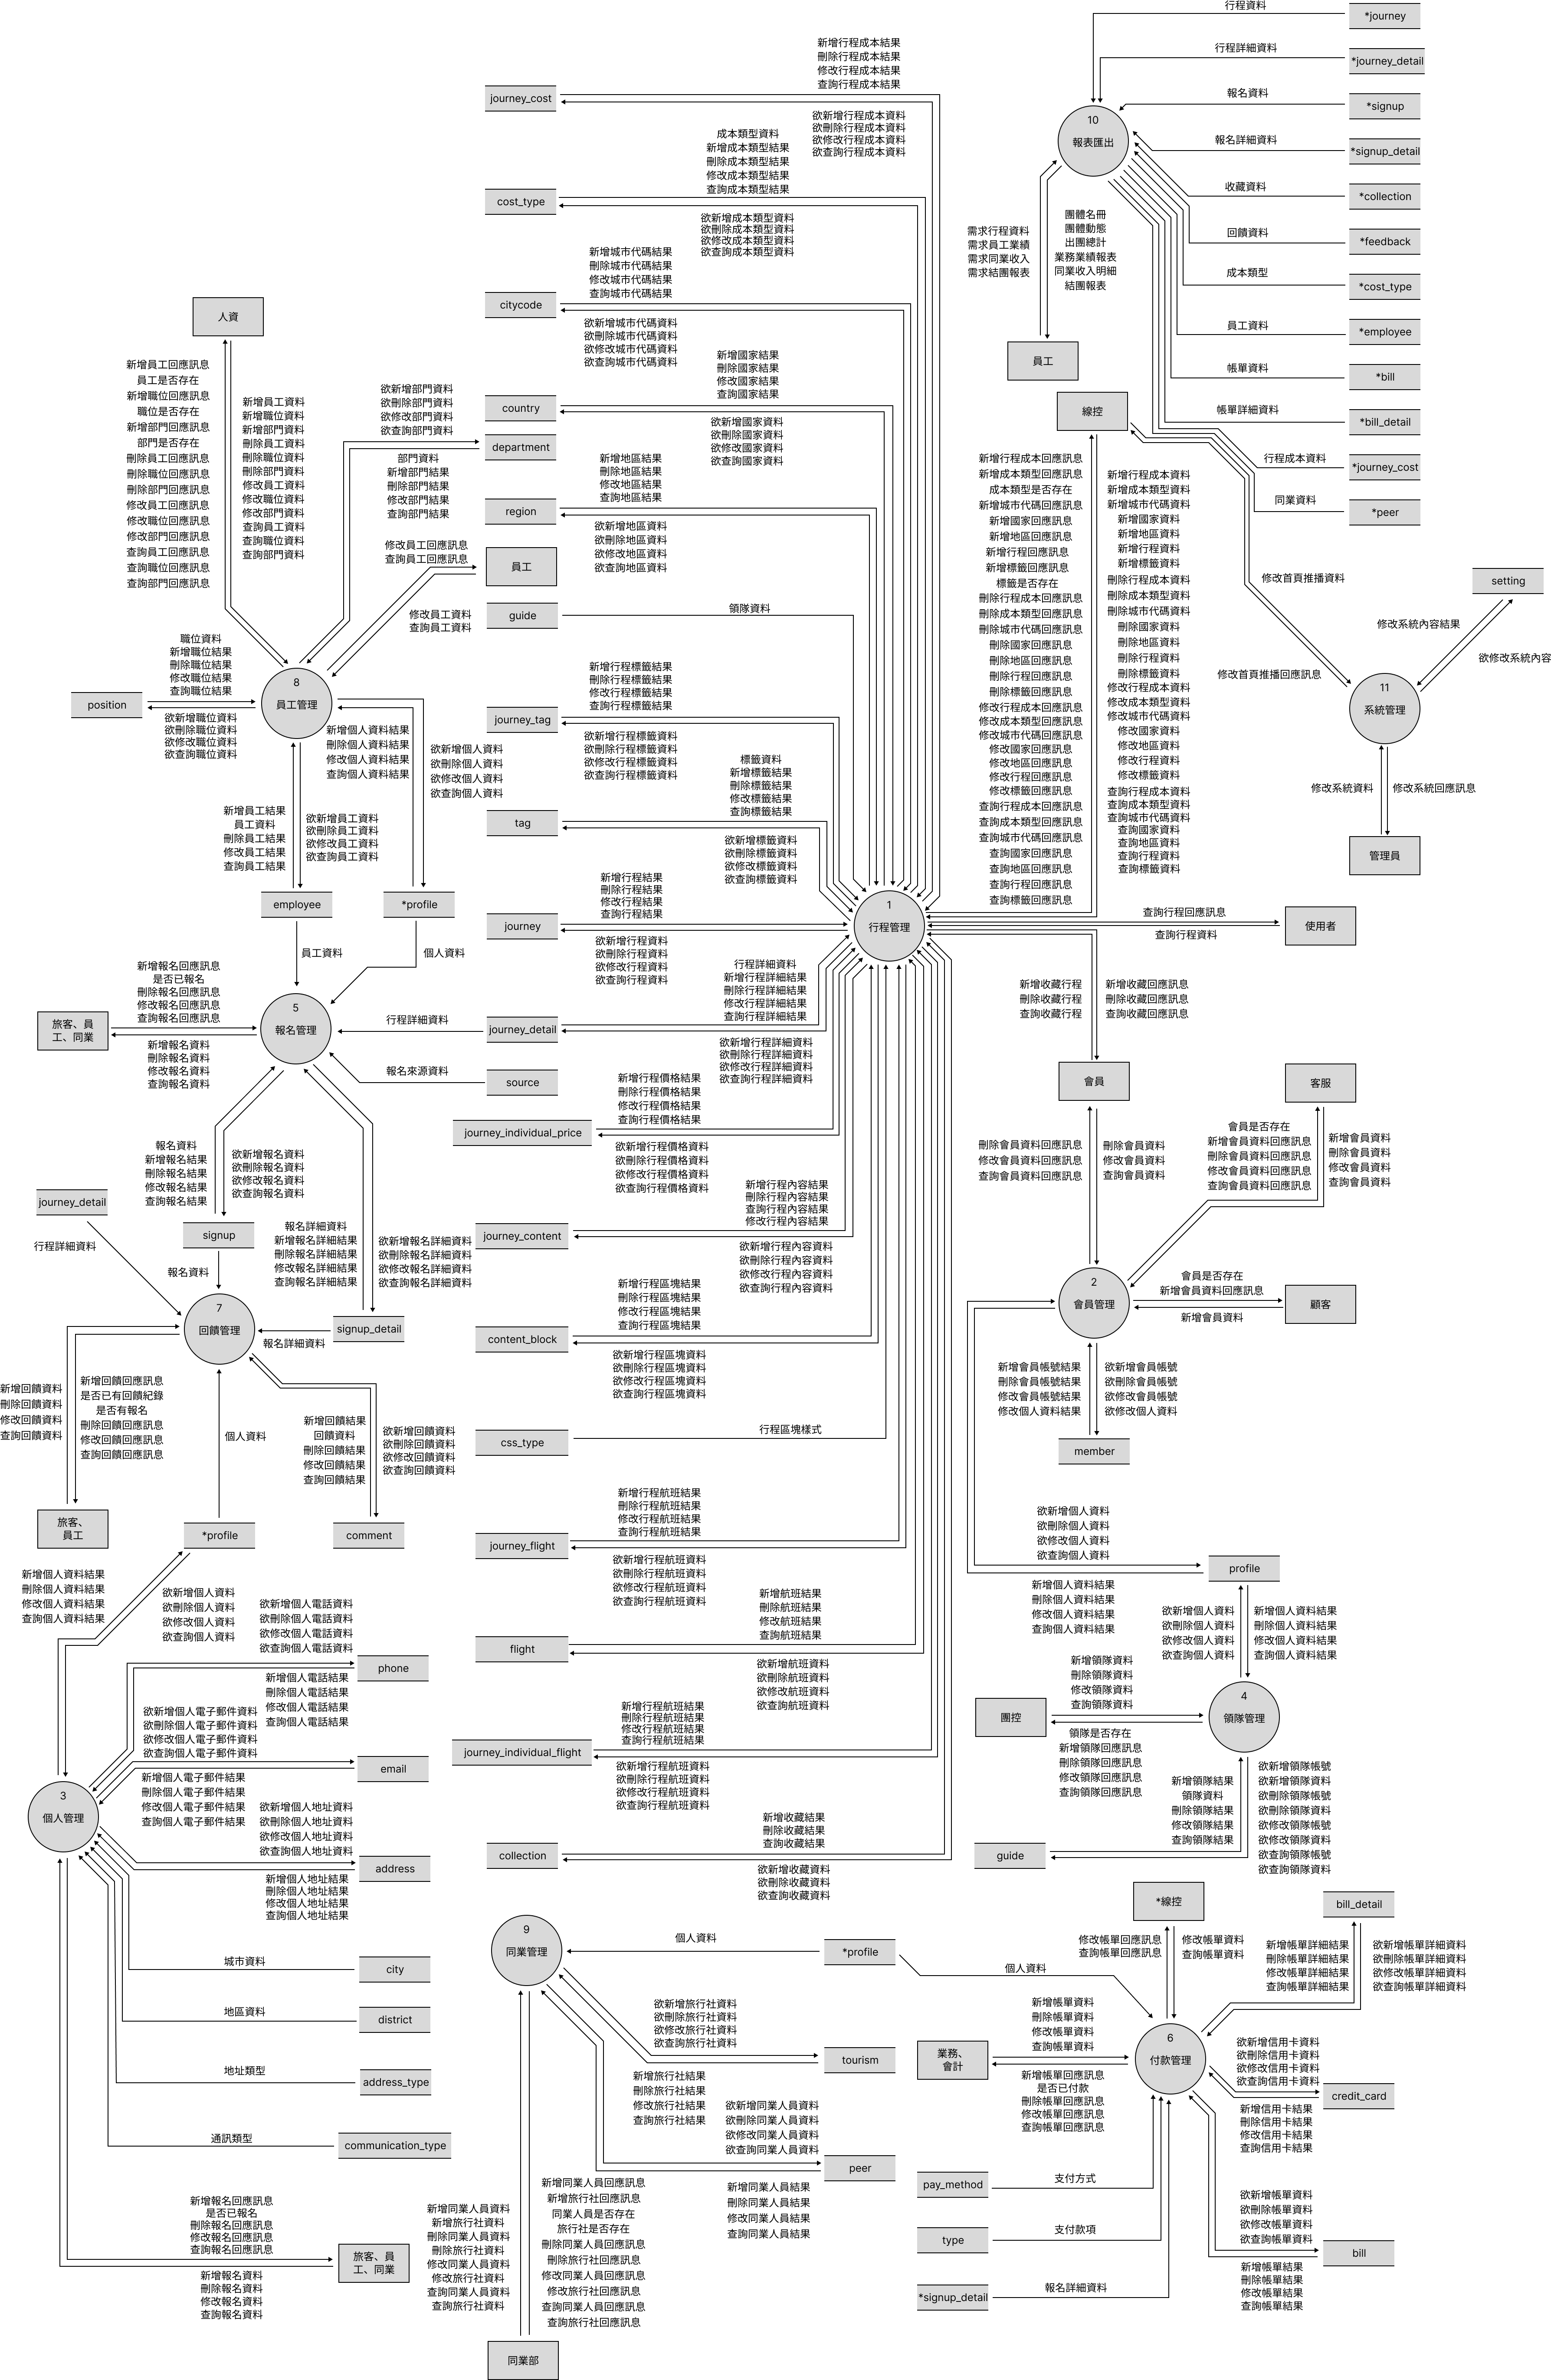 行程資料
*journey
行程詳細資料
*journey_detail
報名資料
*signup
報名詳細資料
*signup_detail
收藏資料
*collection
回饋資料
*feedback
成本類型
*cost_type
員工資料
*employee
帳單資料
*bill
帳單詳細資料
*bill_detail
行程成本資料
*journey_cost
同業資料
*peer
10
報表匯出
需求行程資料
需求員工業績
需求同業收入
需求結團報表
團體名冊
團體動態
出團總計
業務業績報表
同業收入明細
結團報表
員工
新增行程成本結果
刪除行程成本結果
修改行程成本結果
查詢行程成本結果
journey_cost
欲新增行程成本資料
欲刪除行程成本資料
欲修改行程成本資料
欲查詢行程成本資料
成本類型資料
新增成本類型結果
刪除成本類型結果
修改成本類型結果
查詢成本類型結果
cost_type
欲新增成本類型資料
欲刪除成本類型資料
欲修改成本類型資料
欲查詢成本類型資料
新增城市代碼結果
刪除城市代碼結果
修改城市代碼結果
查詢城市代碼結果
citycode
欲新增城市代碼資料
欲刪除城市代碼資料
欲修改城市代碼資料
欲查詢城市代碼資料
新增國家結果
刪除國家結果
修改國家結果
查詢國家結果
country
欲新增國家資料
欲刪除國家資料
欲修改國家資料
欲查詢國家資料
department
新增地區結果
刪除地區結果
修改地區結果
查詢地區結果
region
欲新增地區資料
欲刪除地區資料
欲修改地區資料
欲查詢地區資料
人資
新增員工回應訊息
員工是否存在
新增職位回應訊息
職位是否存在
新增部門回應訊息
部門是否存在
刪除員工回應訊息
刪除職位回應訊息
刪除部門回應訊息
修改員工回應訊息
修改職位回應訊息
修改部門回應訊息
查詢員工回應訊息
查詢職位回應訊息
查詢部門回應訊息
新增員工資料
新增職位資料
新增部門資料
刪除員工資料
刪除職位資料
刪除部門資料
修改員工資料
修改職位資料
修改部門資料
查詢員工資料
查詢職位資料
查詢部門資料
欲新增部門資料
欲刪除部門資料
欲修改部門資料
欲查詢部門資料
部門資料
新增部門結果
刪除部門結果
修改部門結果
查詢部門結果
修改員工回應訊息
查詢員工回應訊息
員工
修改員工資料
查詢員工資料
guide
領隊資料
職位資料
新增職位結果
刪除職位結果
修改職位結果
查詢職位結果
position
欲新增職位資料
欲刪除職位資料
欲修改職位資料
欲查詢職位資料
8
員工管理
新增個人資料結果
刪除個人資料結果
修改個人資料結果
查詢個人資料結果
欲新增個人資料
欲刪除個人資料
欲修改個人資料
欲查詢個人資料
新增員工結果
員工資料
刪除員工結果
修改員工結果
查詢員工結果
欲新增員工資料
欲刪除員工資料
欲修改員工資料
欲查詢員工資料
employee
*profile
新增行程標籤結果
刪除行程標籤結果
修改行程標籤結果
查詢行程標籤結果
journey_tag
欲新增行程標籤資料
欲刪除行程標籤資料
欲修改行程標籤資料
欲查詢行程標籤資料
標籤資料
新增標籤結果
刪除標籤結果
修改標籤結果
查詢標籤結果
tag
欲新增標籤資料
欲刪除標籤資料
欲修改標籤資料
欲查詢標籤資料
新增行程結果
刪除行程結果
修改行程結果
查詢行程結果
journey
欲新增行程資料
欲刪除行程資料
欲修改行程資料
欲查詢行程資料
1
行程管理
線控
新增行程成本回應訊息
新增成本類型回應訊息
成本類型是否存在
新增城市代碼回應訊息
新增國家回應訊息
新增地區回應訊息
新增行程回應訊息
新增標籤回應訊息
標籤是否存在
刪除行程成本回應訊息
刪除成本類型回應訊息
刪除城市代碼回應訊息
刪除國家回應訊息
刪除地區回應訊息
刪除行程回應訊息
刪除標籤回應訊息
修改行程成本回應訊息
修改成本類型回應訊息
修改城市代碼回應訊息
修改國家回應訊息
修改地區回應訊息
修改行程回應訊息
修改標籤回應訊息
查詢行程成本回應訊息
查詢成本類型回應訊息
查詢城市代碼回應訊息
查詢國家回應訊息
查詢地區回應訊息
查詢行程回應訊息
查詢標籤回應訊息
新增行程成本資料
新增成本類型資料
新增城市代碼資料
新增國家資料
新增地區資料
新增行程資料
新增標籤資料
刪除行程成本資料
刪除成本類型資料
刪除城市代碼資料
刪除國家資料
刪除地區資料
刪除行程資料
刪除標籤資料
修改行程成本資料
修改成本類型資料
修改城市代碼資料
修改國家資料
修改地區資料
修改行程資料
修改標籤資料
查詢行程成本資料
查詢成本類型資料
查詢城市代碼資料
查詢國家資料
查詢地區資料
查詢行程資料
查詢標籤資料
修改首頁推播資料
修改首頁推播回應訊息
setting
修改系統內容結果
欲修改系統內容
11
系統管理
修改系統資料
修改系統回應訊息
管理員
查詢行程回應訊息
查詢行程資料
使用者
新增收藏行程
刪除收藏行程
查詢收藏行程
新增收藏回應訊息
刪除收藏回應訊息
查詢收藏回應訊息
會員
員工資料
個人資料
新增報名回應訊息
是否已報名
刪除報名回應訊息
修改報名回應訊息
查詢報名回應訊息
旅客、員
工、同業
新增報名資料
刪除報名資料
修改報名資料
查詢報名資料
5
報名管理
行程詳細資料
報名來源資料
行程詳細資料
新增行程詳細結果
刪除行程詳細結果
修改行程詳細結果
查詢行程詳細結果
journey_detail
欲新增行程詳細資料
欲刪除行程詳細資料
欲修改行程詳細資料
欲查詢行程詳細資料
source
新增行程價格結果
刪除行程價格結果
修改行程價格結果
查詢行程價格結果
journey_individual_price
欲新增行程價格資料
欲刪除行程價格資料
欲修改行程價格資料
欲查詢行程價格資料
新增行程內容結果
刪除行程內容結果
查詢行程內容結果
修改行程內容結果
journey_content
欲新增行程內容資料
欲刪除行程內容資料
欲修改行程內容資料
欲查詢行程內容資料
新增行程區塊結果
刪除行程區塊結果
修改行程區塊結果
查詢行程區塊結果
content_block
欲新增行程區塊資料
欲刪除行程區塊資料
欲修改行程區塊資料
欲查詢行程區塊資料
css_type
行程區塊樣式
新增行程航班結果
刪除行程航班結果
修改行程航班結果
查詢行程航班結果
journey_flight
欲新增行程航班資料
欲刪除行程航班資料
欲修改行程航班資料
欲查詢行程航班資料
新增航班結果
刪除航班結果
修改航班結果
查詢航班結果
flight
欲新增航班資料
欲刪除航班資料
欲修改航班資料
欲查詢航班資料
新增行程航班結果
刪除行程航班結果
修改行程航班結果
查詢行程航班結果
journey_individual_flight
欲新增行程航班資料
欲刪除行程航班資料
欲修改行程航班資料
欲查詢行程航班資料
新增收藏結果
刪除收藏結果
查詢收藏結果
collection
欲新增收藏資料
欲刪除收藏資料
欲查詢收藏資料
報名資料
新增報名結果
刪除報名結果
修改報名結果
查詢報名結果
欲新增報名資料
欲刪除報名資料
欲修改報名資料
欲查詢報名資料
journey_detail
行程詳細資料
signup
報名資料
報名詳細資料
新增報名詳細結果
刪除報名詳細結果
修改報名詳細結果
查詢報名詳細結果
欲新增報名詳細資料
欲刪除報名詳細資料
欲修改報名詳細資料
欲查詢報名詳細資料
signup_detail
報名詳細資料
7
回饋管理
新增回饋資料
刪除回饋資料
修改回饋資料
查詢回饋資料
新增回饋回應訊息
是否已有回饋紀錄
是否有報名
刪除回饋回應訊息
修改回饋回應訊息
查詢回饋回應訊息
旅客、
員工
個人資料
新增回饋結果
回饋資料
刪除回饋結果
修改回饋結果
查詢回饋結果
欲新增回饋資料
欲刪除回饋資料
欲修改回饋資料
欲查詢回饋資料
*profile
comment
刪除會員資料回應訊息
修改會員資料回應訊息
查詢會員資料回應訊息
刪除會員資料
修改會員資料
查詢會員資料
客服
會員是否存在
新增會員資料回應訊息
刪除會員資料回應訊息
修改會員資料回應訊息
查詢會員資料回應訊息
新增會員資料
刪除會員資料
修改會員資料
查詢會員資料
2
會員管理
會員是否存在
新增會員資料回應訊息
新增會員資料
顧客
新增會員帳號結果
刪除會員帳號結果
修改會員帳號結果
修改個人資料結果
欲新增會員帳號
欲刪除會員帳號
欲修改會員帳號
欲修改個人資料
member
欲新增個人資料
欲刪除個人資料
欲修改個人資料
欲查詢個人資料
profile
新增個人資料結果
刪除個人資料結果
修改個人資料結果
查詢個人資料結果
欲新增個人資料
欲刪除個人資料
欲修改個人資料
欲查詢個人資料
新增個人資料結果
刪除個人資料結果
修改個人資料結果
查詢個人資料結果
新增領隊資料
刪除領隊資料
修改領隊資料
查詢領隊資料
團控
4
領隊管理
領隊是否存在
新增領隊回應訊息
刪除領隊回應訊息
修改領隊回應訊息
查詢領隊回應訊息
新增領隊結果
領隊資料
刪除領隊結果
修改領隊結果
查詢領隊結果
欲新增領隊帳號
欲新增領隊資料
欲刪除領隊帳號
欲刪除領隊資料
欲修改領隊帳號
欲修改領隊資料
欲查詢領隊帳號
欲查詢領隊資料
guide
新增個人資料結果
刪除個人資料結果
修改個人資料結果
查詢個人資料結果
欲新增個人資料
欲刪除個人資料
欲修改個人資料
欲查詢個人資料
欲新增個人電話資料
欲刪除個人電話資料
欲修改個人電話資料
欲查詢個人電話資料
phone
新增個人電話結果
刪除個人電話結果
修改個人電話結果
查詢個人電話結果
欲新增個人電子郵件資料
欲刪除個人電子郵件資料
欲修改個人電子郵件資料
欲查詢個人電子郵件資料
email
新增個人電子郵件結果
刪除個人電子郵件結果
修改個人電子郵件結果
查詢個人電子郵件結果
3
個人管理
欲新增個人地址資料
欲刪除個人地址資料
欲修改個人地址資料
欲查詢個人地址資料
address
新增個人地址結果
刪除個人地址結果
修改個人地址結果
查詢個人地址結果
城市資料
city
地區資料
district
地址類型
address_type
通訊類型
communication_type
新增報名回應訊息
是否已報名
刪除報名回應訊息
修改報名回應訊息
查詢報名回應訊息
旅客、員
工、同業
新增報名資料
刪除報名資料
修改報名資料
查詢報名資料
9
同業管理
個人資料
*profile
個人資料
欲新增旅行社資料
欲刪除旅行社資料
欲修改旅行社資料
欲查詢旅行社資料
tourism
新增旅行社結果
刪除旅行社結果
修改旅行社結果
查詢旅行社結果
欲新增同業人員資料
欲刪除同業人員資料
欲修改同業人員資料
欲查詢同業人員資料
peer
新增同業人員結果
刪除同業人員結果
修改同業人員結果
查詢同業人員結果
新增同業人員資料
新增旅行社資料
刪除同業人員資料
刪除旅行社資料
修改同業人員資料
修改旅行社資料
查詢同業人員資料
查詢旅行社資料
新增同業人員回應訊息
新增旅行社回應訊息
同業人員是否存在
旅行社是否存在
刪除同業人員回應訊息
刪除旅行社回應訊息
修改同業人員回應訊息
修改旅行社回應訊息
查詢同業人員回應訊息
查詢旅行社回應訊息
同業部
*線控
修改帳單回應訊息
查詢帳單回應訊息
修改帳單資料
查詢帳單資料
bill_detail
新增帳單詳細結果
刪除帳單詳細結果
修改帳單詳細結果
查詢帳單詳細結果
欲新增帳單詳細資料
欲刪除帳單詳細資料
欲修改帳單詳細資料
欲查詢帳單詳細資料
新增帳單資料
刪除帳單資料
修改帳單資料
查詢帳單資料
業務、
會計
新增帳單回應訊息
是否已付款
刪除帳單回應訊息
修改帳單回應訊息
查詢帳單回應訊息
6
付款管理
欲新增信用卡資料
欲刪除信用卡資料
欲修改信用卡資料
欲查詢信用卡資料
credit_card
新增信用卡結果
刪除信用卡結果
修改信用卡結果
查詢信用卡結果
pay_method
支付方式
type
支付款項
*signup_detail
報名詳細資料
欲新增帳單資料
欲刪除帳單資料
欲修改帳單資料
欲查詢帳單資料
bill
新增帳單結果
刪除帳單結果
修改帳單結果
查詢帳單結果